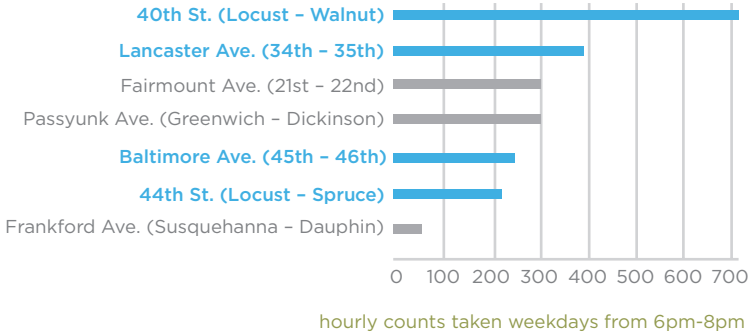 40th St. (Locust – Walnut)
Lancaster Ave. (34th – 35th)
Fairmount Ave. (21st – 22nd)
Passyunk Ave. (Greenwich – Dickinson)
Baltimore Ave. (45th – 46th)
44th St. (Locust – Spruce)
Frankford Ave. (Susquehanna – Dauphin)
0 100 200 300 400 500 600 700
hourly counts taken weekdays from 6pm-8pm